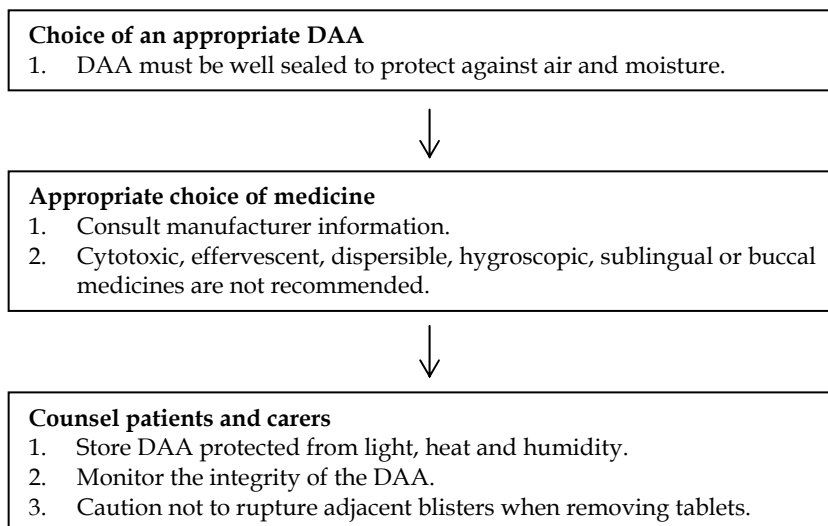 Choice of an appropriate DAA
1. DAA must be well sealed to protect against air and moisture.
Appropriate choice of medicine
1. Consult manufacturer information.
2. Cytotoxic, effervescent, dispersible, hygroscopic, sublingual or buccal
medicines are not recommended.
Counsel patients and carers
1. Store DAA protected from light, heat and humidity.
2. Monitor the integrity of the DAA.
3. Caution not to rupture adjacent blisters when removing tablets.